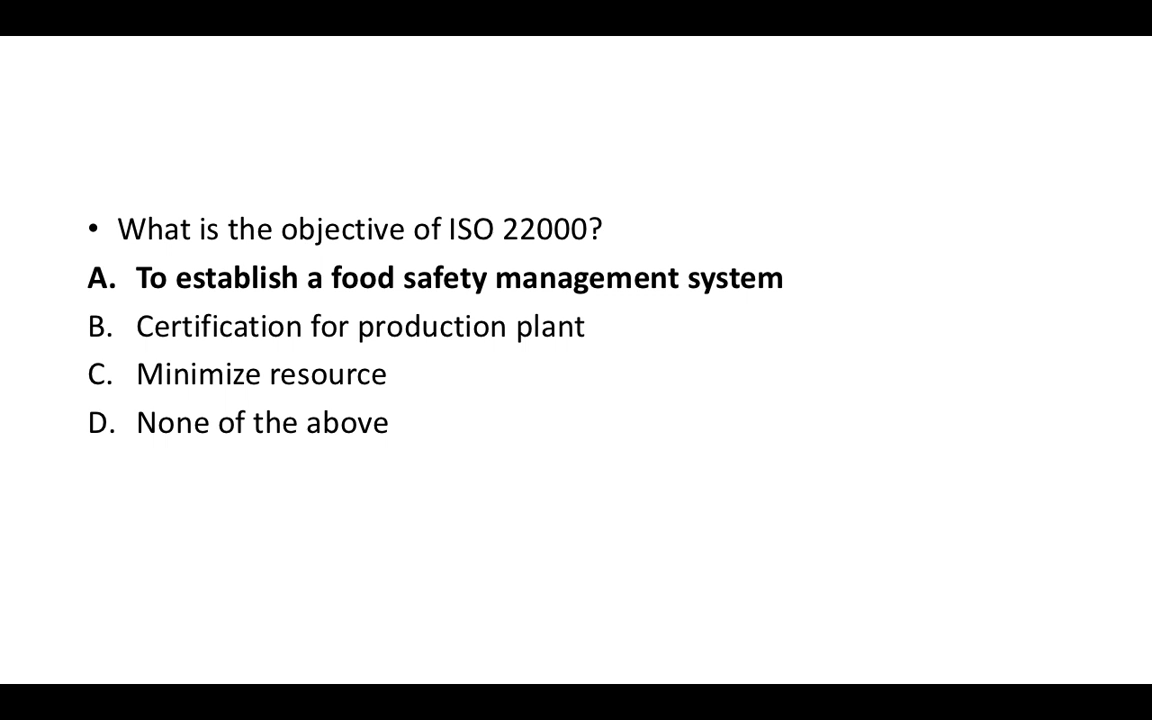 • What is the objective of ISO 22000?
A. To establish a food safety management system
B. Certification for production plant
C. Minimize resource
D. None of the above